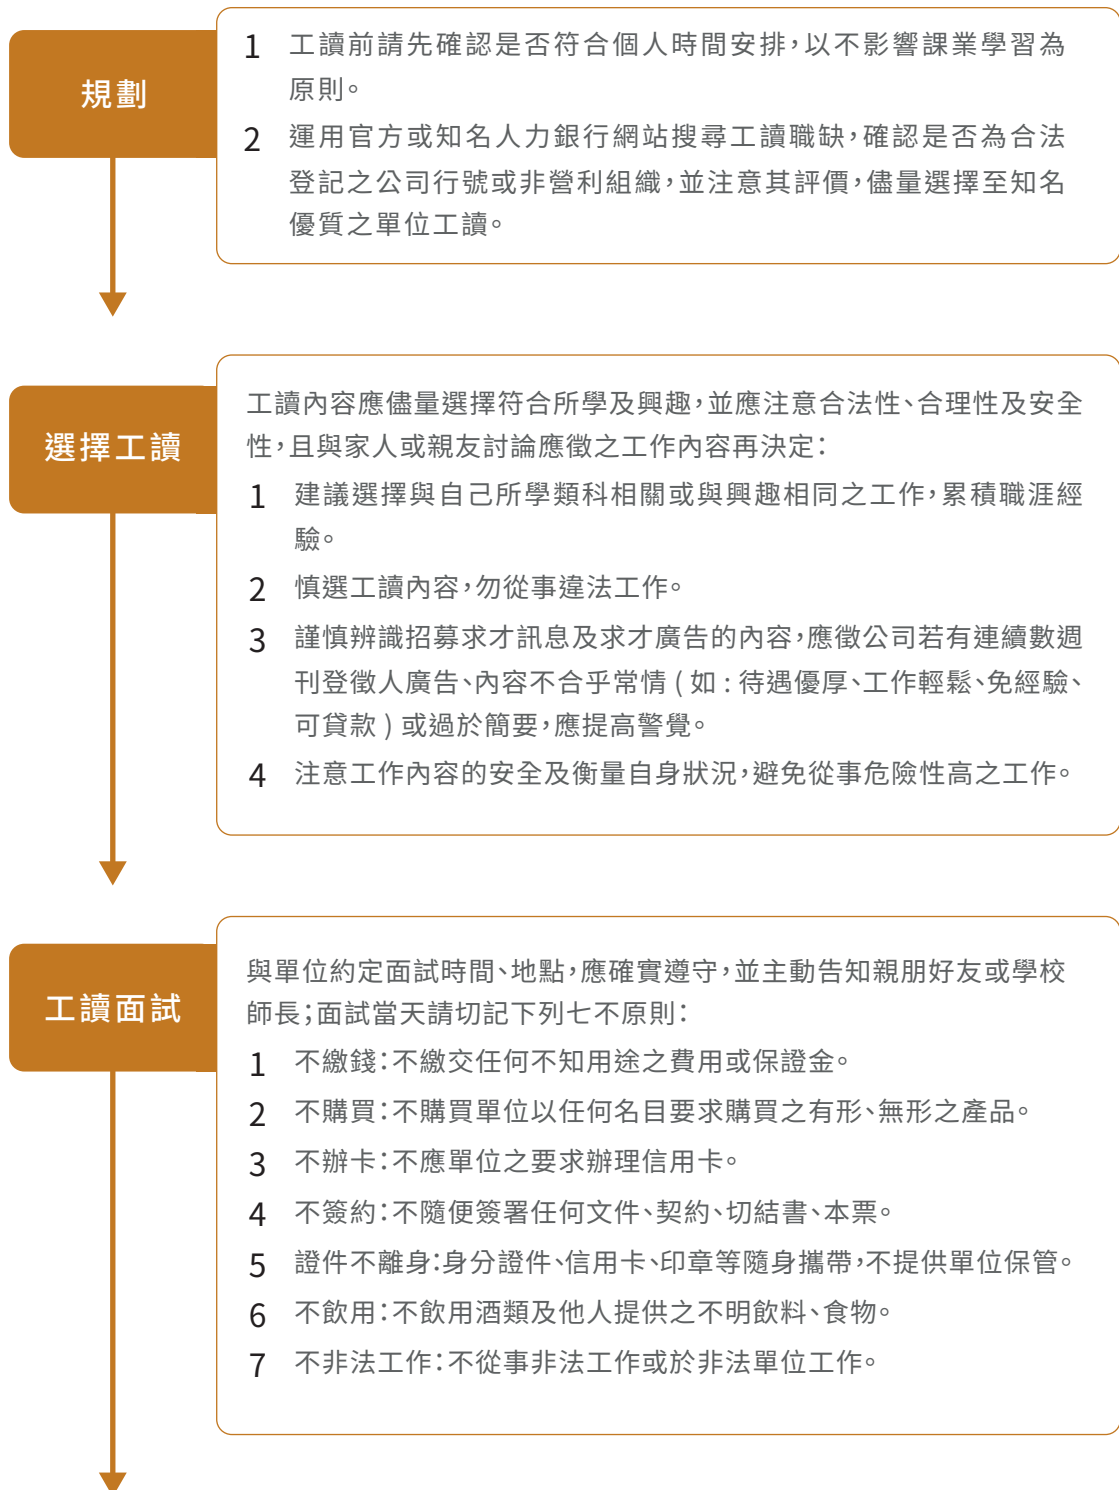 規劃
1 工讀前請先確認是否符合個人時間安排，以不影響課業學習為
原則。
2 運用官方或知名人力銀行網站搜尋工讀職缺，確認是否為合法
登記之公司行號或非營利組織，並注意其評價，儘量選擇至知名
優質之單位工讀。
選擇工讀
工讀內容應儘量選擇符合所學及興趣，並應注意合法性、合理性及安全
性，且與家人或親友討論應徵之工作內容再決定：
1 建議選擇與自己所學類科相關或與興趣相同之工作，累積職涯經
驗。
2 慎選工讀內容，勿從事違法工作。
3 謹慎辨識招募求才訊息及求才廣告的內容，應徵公司若有連續數週
刊登徵人廣告、內容不合乎常情 ( 如 : 待遇優厚、工作輕鬆、免經驗、
可貸款 ) 或過於簡要，應提高警覺。
4 注意工作內容的安全及衡量自身狀況，避免從事危險性高之工作。
工讀面試
與單位約定面試時間、地點，應確實遵守，並主動告知親朋好友或學校
師長；面試當天請切記下列七不原則：
1 不繳錢：不繳交任何不知用途之費用或保證金。
2 不購買：不購買單位以任何名目要求購買之有形、無形之產品。
3 不辦卡：不應單位之要求辦理信用卡。
4 不簽約：不隨便簽署任何文件、契約、切結書、本票。
5 證件不離身：身分證件、信用卡、印章等隨身攜帶，不提供單位保管。
6 不飲用：不飲用酒類及他人提供之不明飲料、食物。
7 不非法工作：不從事非法工作或於非法單位工作。